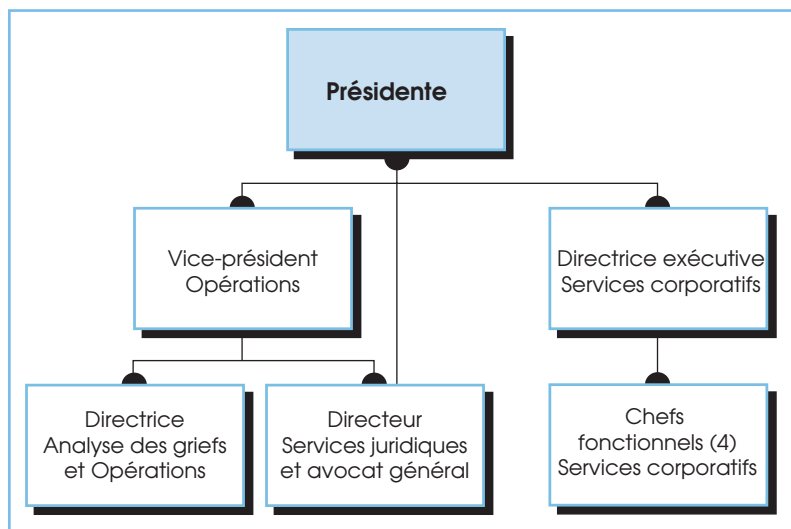 Présidente
Vice-président
Opérations
Directrice exécutive
Services corporatifs
Directrice
Analyse des griefs
et Opérations
Directeur
Services juridiques
et avocat général
Chefs
fonctionnels (4)
Services corporatifs